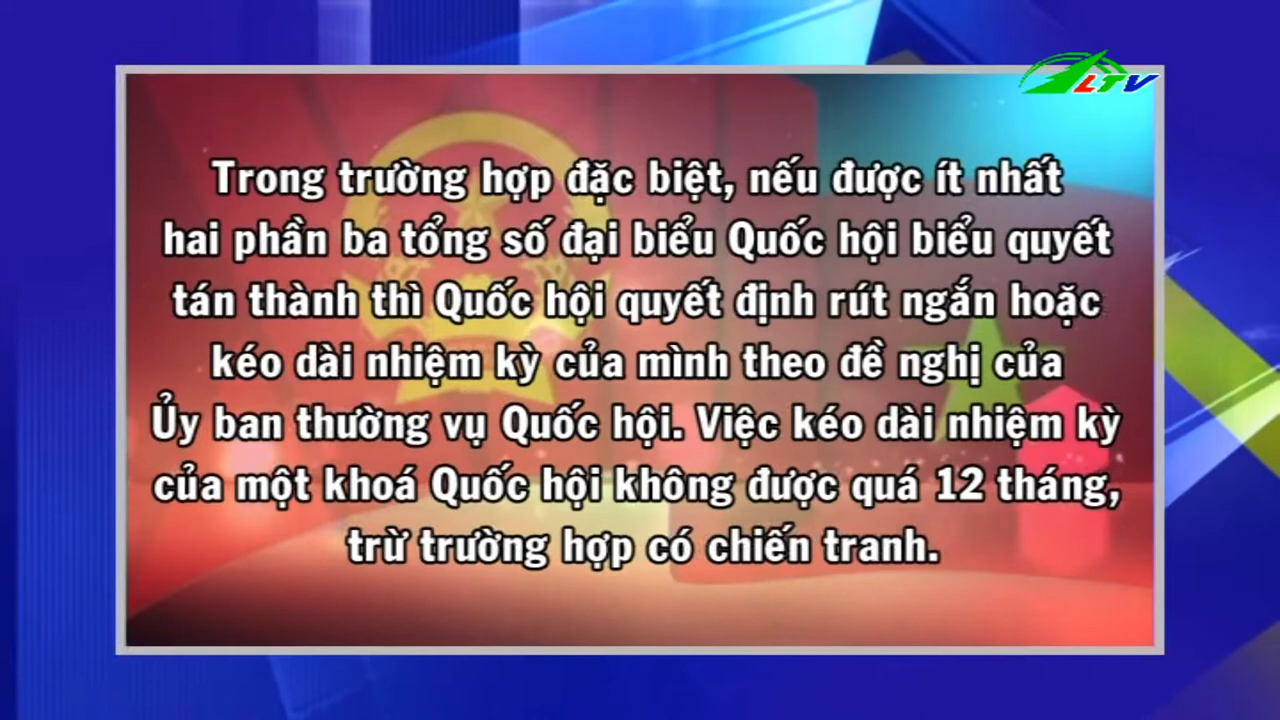 LTV
Trong trường hợp đặc biệt, nếu được ít nhất
hai phần ba tổng số đại biểu Quốc hội biểu quyết
tán thành thì Quốc hội quyết định rút ngắn hoặc
kéo dài nhiệm kỳ của mình theo đề nghị của
Ủy ban thường vụ Quốc hội. Việc kéo dài nhiệm kỳ
của một khoá Quốc hội không được quá 12 tháng,
trừ trường hợp có chiến tranh.